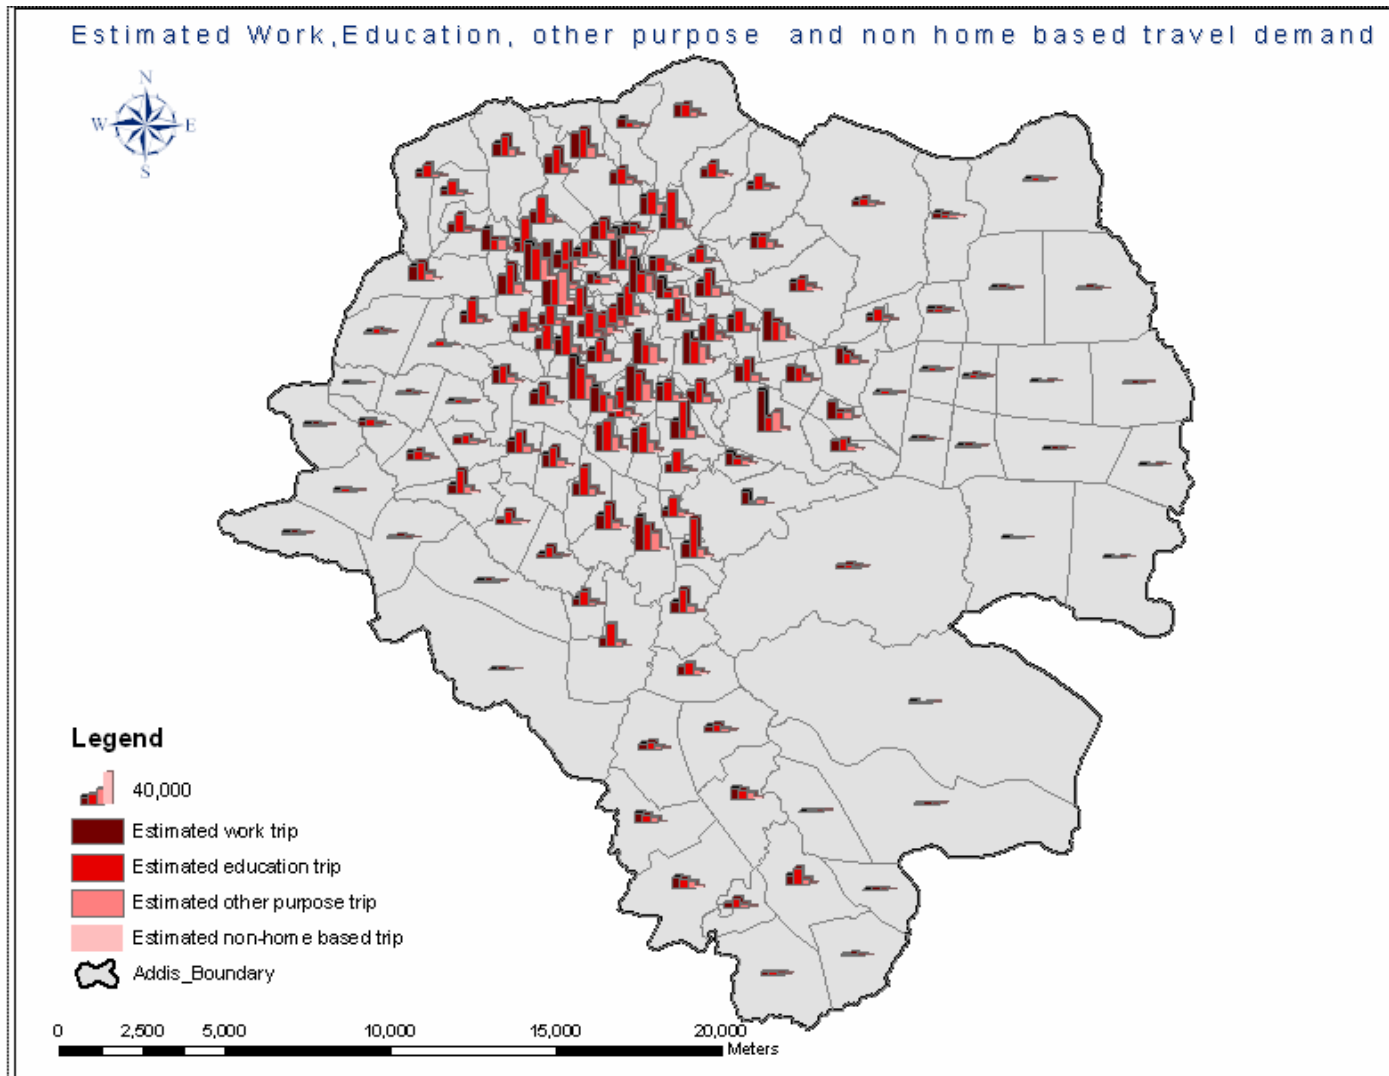 Estimated Work,Education, other purpose and non home based travel demand
N
W E
S
Legend
40,000
Estimated work trip
Estimated education trip
Estimated other purpose trip
Estimated non-home based trip
Addis_Boundary
0 2,500 5,000 10,000 15,000 20,000
Meters